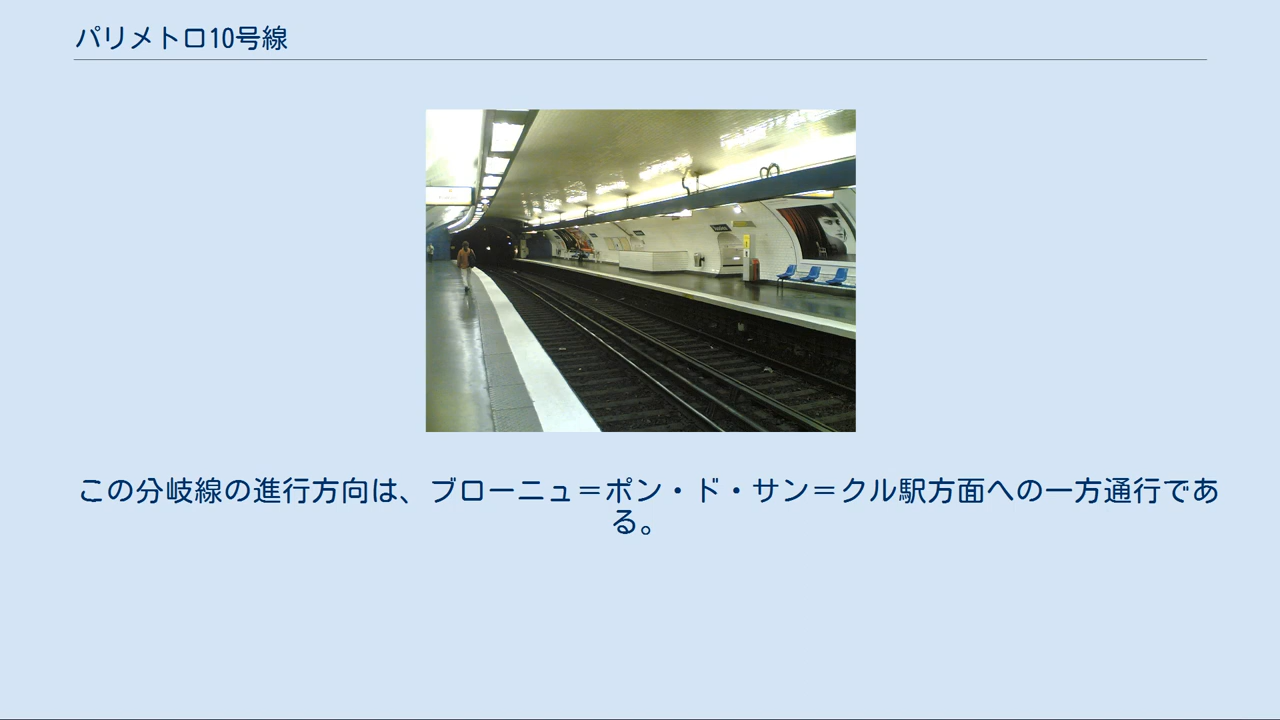 パリメトロ10号線
この分岐線の進行方向は、ブローニュ＝ポン・ド・サン＝クル駅方面への一方通行であ
る。